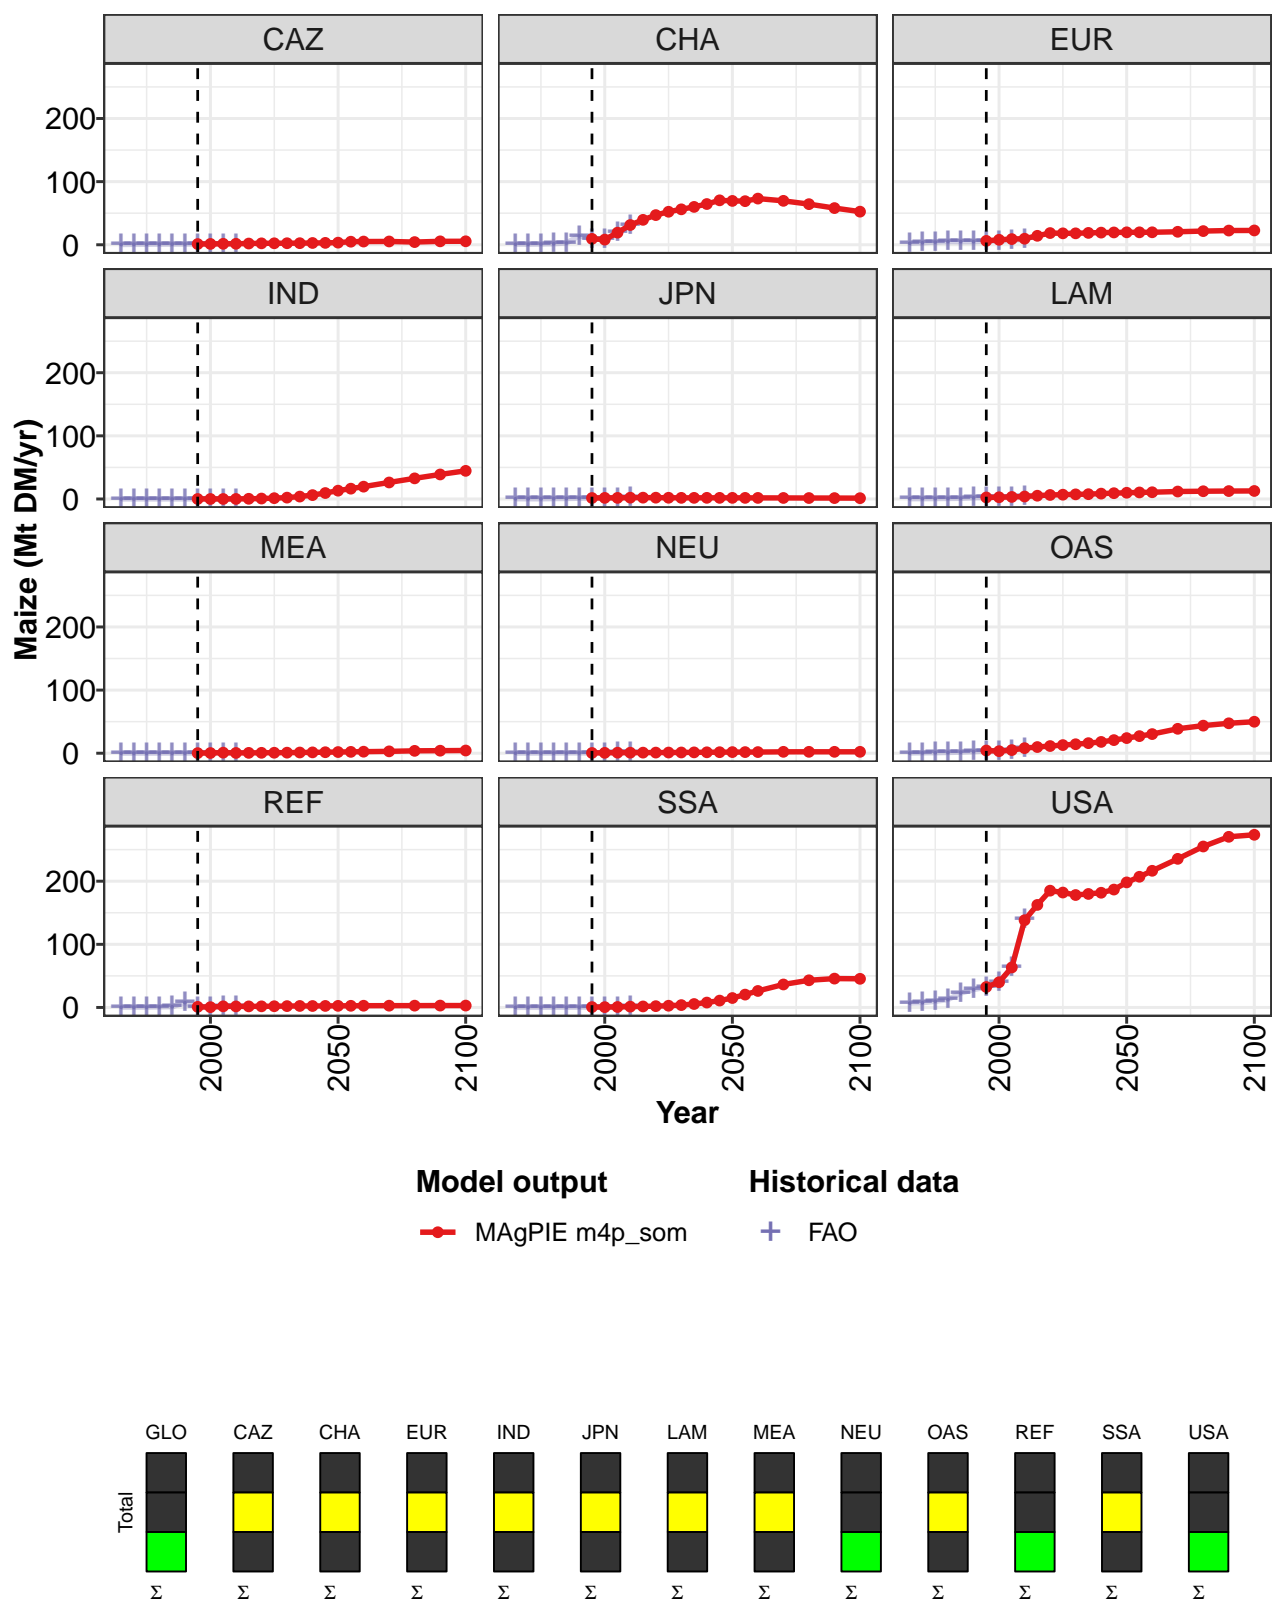 CAZ CHA EUR
200
100
0
IND JPN LAM
200
100
0
MEA NEU OAS
200
100
0
REF SSA USA
200
100
0
Maize (Mt DM/yr)
2000 2050 2100 2000 2050 2100 2000 2050 2100
Year
Model output Historical data
MAgPIE m4p_som FAO
GLO CAZ CHA EUR IND JPN LAM MEA NEU OAS REF SSA USA
Total
Σ Σ Σ Σ Σ Σ Σ Σ Σ Σ Σ Σ Σ